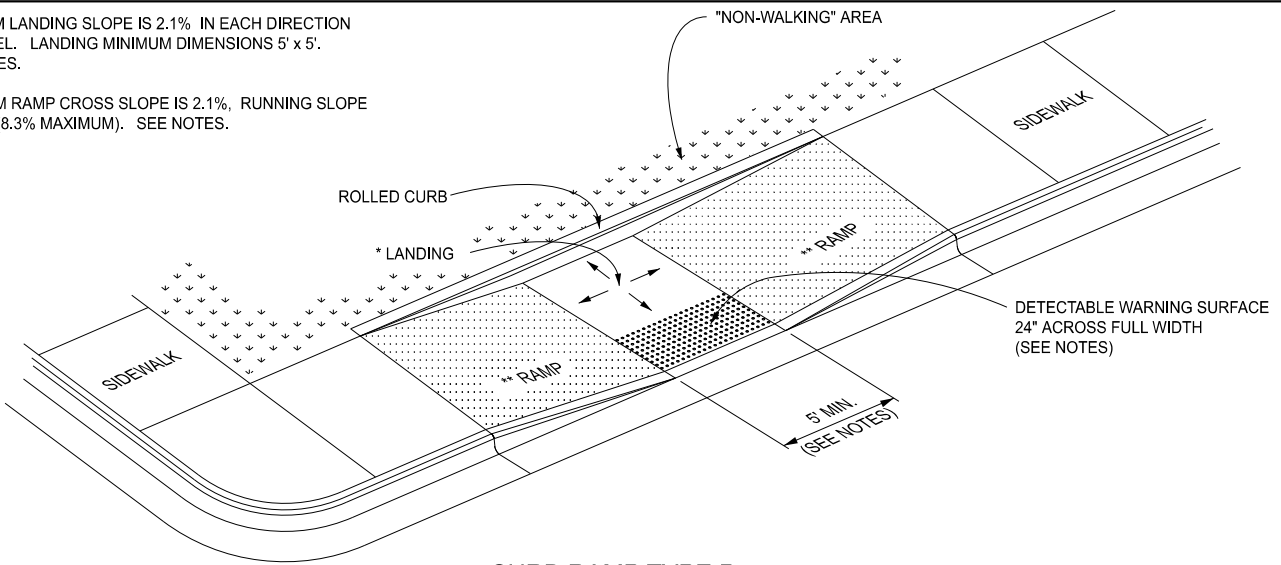 M LANDING SLOPE IS 2.1% IN EACH DIRECTION
EL. LANDING MINIMUM DIMENSIONS 5' x 5'.
ES.
M RAMP CROSS SLOPE IS 2.1%, RUNNING SLOPE
8.3% MAXIMUM). SEE NOTES.
"NON-WALKING" AREA
SIDEWALK
ROLLED CURB
* LANDING
** RAMP
DETECTABLE WARNING SURFACE
24" ACROSS FULL WIDTH
(SEE NOTES)
SIDEWALK
** RAMP
5' MIN.
(SEE NOTES)